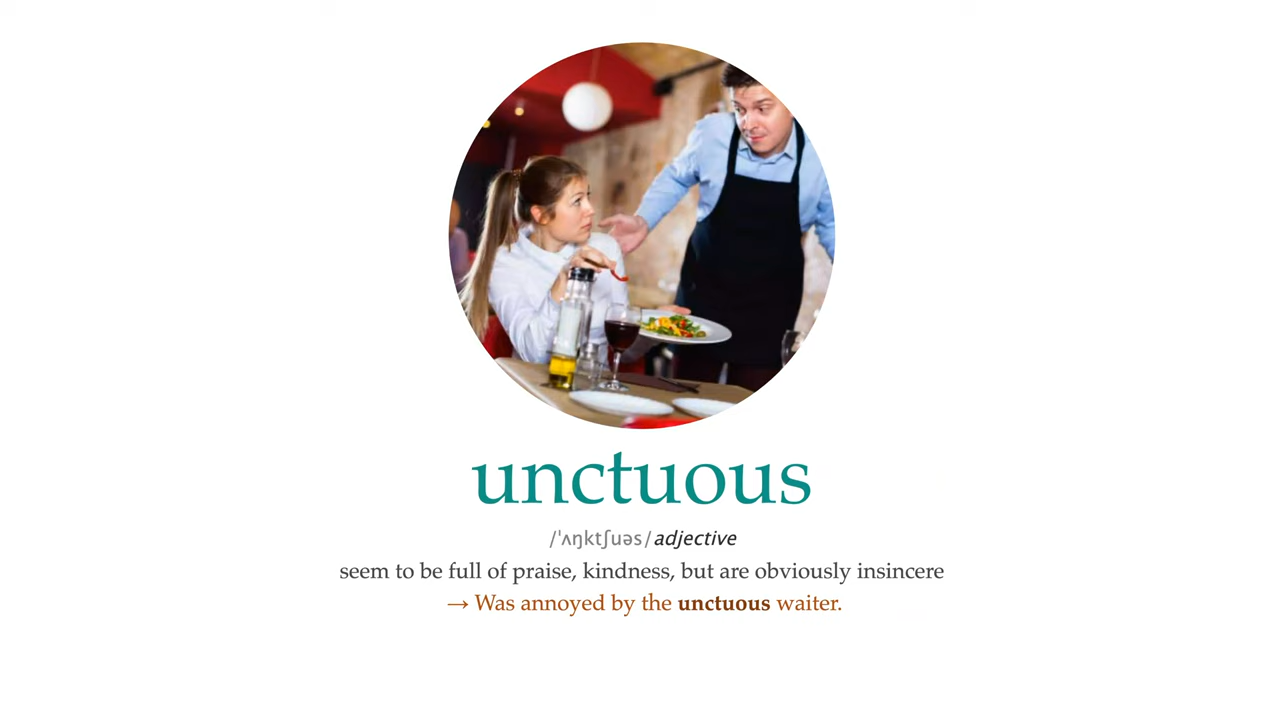 unctuous
/ˈʌŋktʃuəs/adjective
seem to be full of praise, kindness, but are obviously insincere
→ Was annoyed by the unctuous waiter.